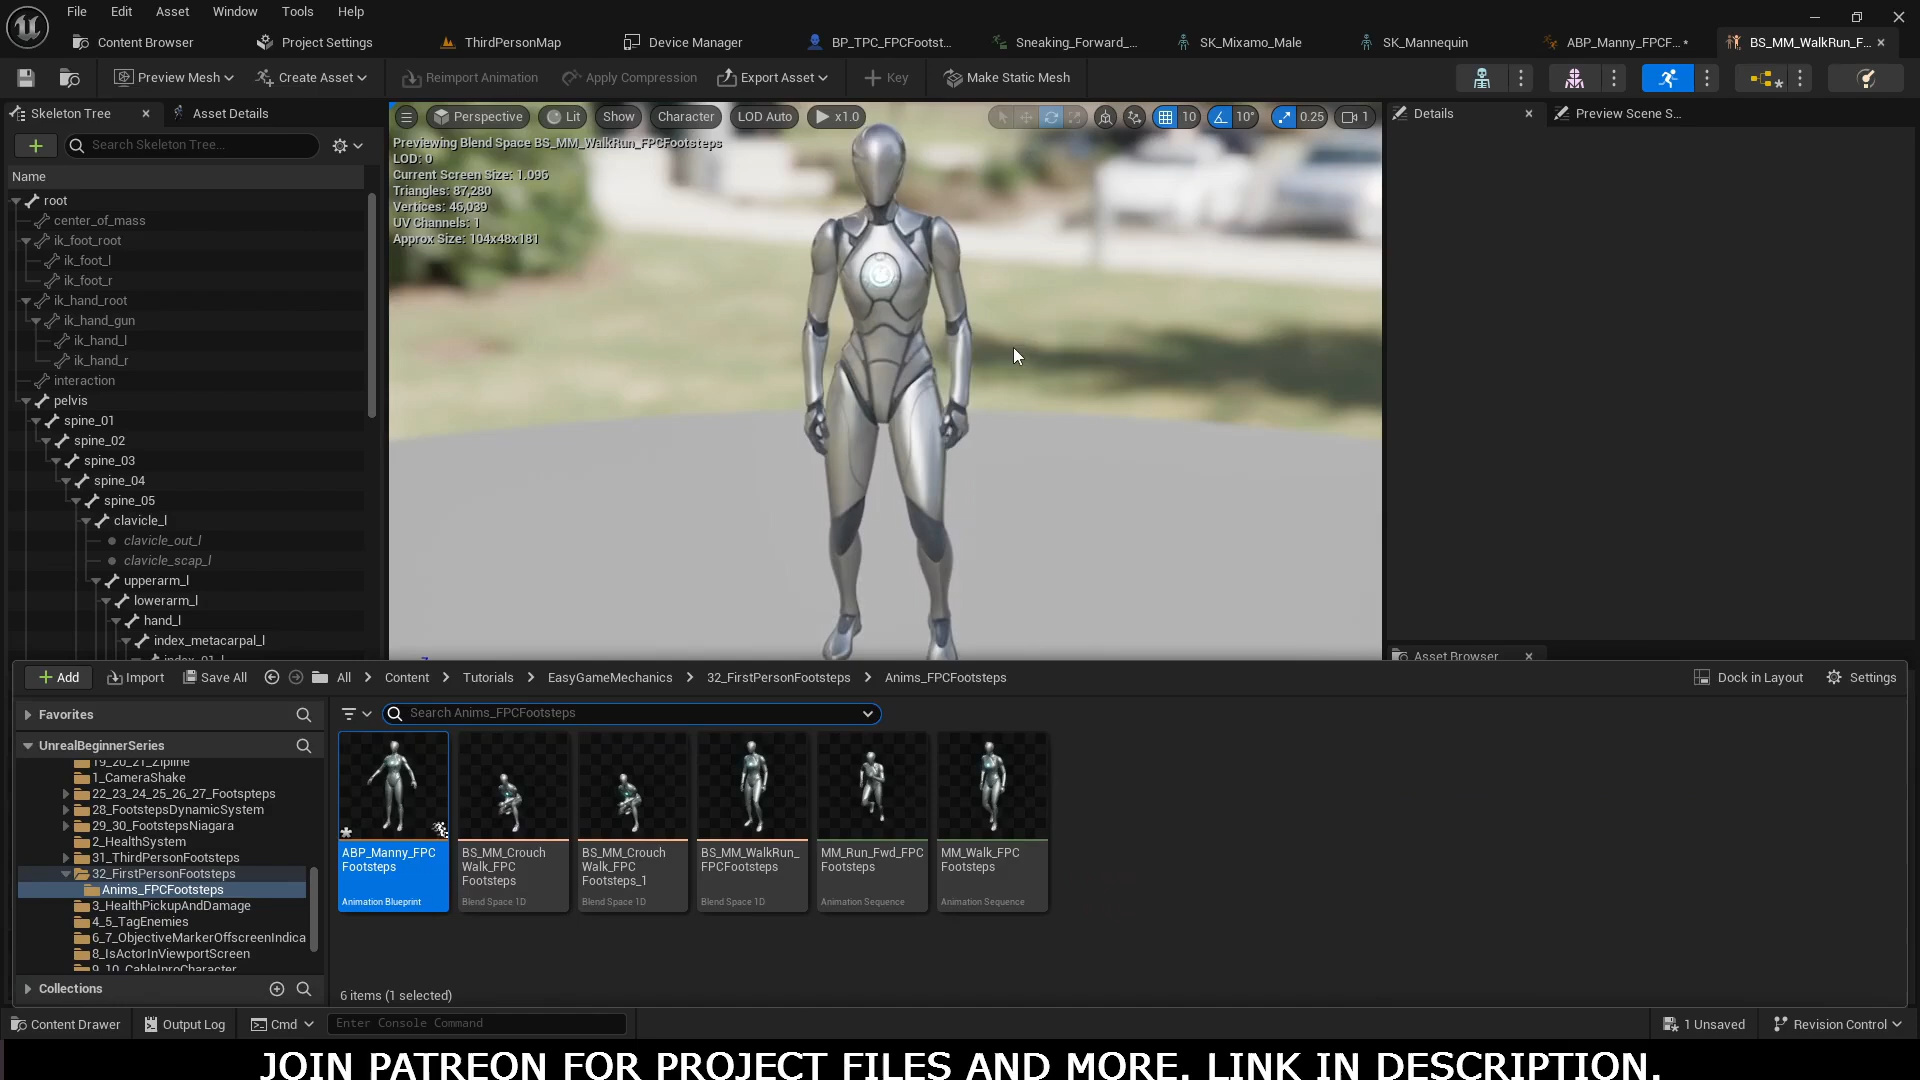 File Edit Asset Window Tools Help
Content Browser Project Settings ThirdPersonMap Device Manager BP_TPC_FPCFootst... Sneaking_Forward_... SK_Mixamo_Male SK_Mannequin ABP_Manny_FPCF... • BS_MM_WalkRun_F...
Preview Mesh Create Asset Reimport Animation Apply Compression Export Asset Key Make Static Mesh
Skeleton Tree Asset Details
Search Skeleton Tree...
Name
root
center_of_mass
ik_foot_root
ik_foot_l
ik_foot_r
ik_hand_root
ik_hand_gun
ik_hand_l
ik_hand_r
interaction
pelvis
spine_01
spine_02
spine_03
spine_04
spine_05
clavicle_l
clavicle_out_l
clavicle_scap_l
upperarm_l
lowerarm_l
hand_l
index_metacarpal_l
Perspective Lit Show Character LOD Auto x1.0 10 10° 0.25 1
Previewing Blend Space BS_MM_WalkRun_FPCFootsteps
LOD: 0
Current Screen Size: 1.096
Triangles: 87,280
Vertices: 46,039
UV Channels: 1
Approx Size: 104x48x181
Details Preview Scene S...
Asset Browser
Add Import Save All All Content Tutorials EasyGameMechanics 32_FirstPersonFootsteps Anims_FPCFootsteps Dock in Layout Settings
Favorites
UnrealBeginnerSeries
19_20_21_Zipline
1_CameraShake
22_23_24_25_26_27_Footspteps
28_FootstepsDynamicSystem
29_30_FootstepsNiagara
2_HealthSystem
31_ThirdPersonFootsteps
32_FirstPersonFootsteps
Anims_FPCFootsteps
3_HealthPickupAndDamage
4_5_TagEnemies
6_7_ObjectiveMarkerOffscreenIndica
8_IsActorInViewportScreen
Collections
Search Anims_FPCFootsteps
ABP_Manny_FPC
Footsteps
Animation Blueprint
BS_MM_Crouch
Walk_FPC
Footsteps
Blend Space 1D
BS_MM_Crouch
Walk_FPC
Footsteps_1
Blend Space 1D
BS_MM_WalkRun_
FPCFootsteps
Blend Space 1D
MM_Run_Fwd_FPC
Footsteps
Animation Sequence
MM_Walk_FPC
Footsteps
Animation Sequence
6 items (1 selected)
Content Drawer Output Log Cmd Enter Console Command 1 Unsaved Revision Control
JOIN PATREON FOR PROJECT FILES AND MORE. LINK IN DESCRIPTION.